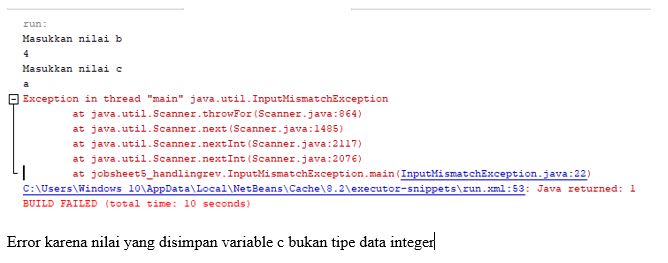 run:
Masukkan nilai b
4
Masukkan nilai c
a
Exception in thread "main" java.util.InputMismatchException
at java.util.Scanner.throwFor(Scanner.java:864)
at java.util.Scanner.next(Scanner.java:1485)
at java.util.Scanner.nextInt(Scanner.java:2117)
at java.util.Scanner.nextInt(Scanner.java:2076)
at jobsheet5_handlingrev.InputMismatchException.main(InputMismatchException.java:22)
C:\Users\Windows 10\AppData\Local\NetBeans\Cache\8.2\executor-snippets\run.xml:53: Java returned: 1
BUILD FAILED (total time: 10 seconds)
Error karena nilai yang disimpan variable c bukan tipe data integer